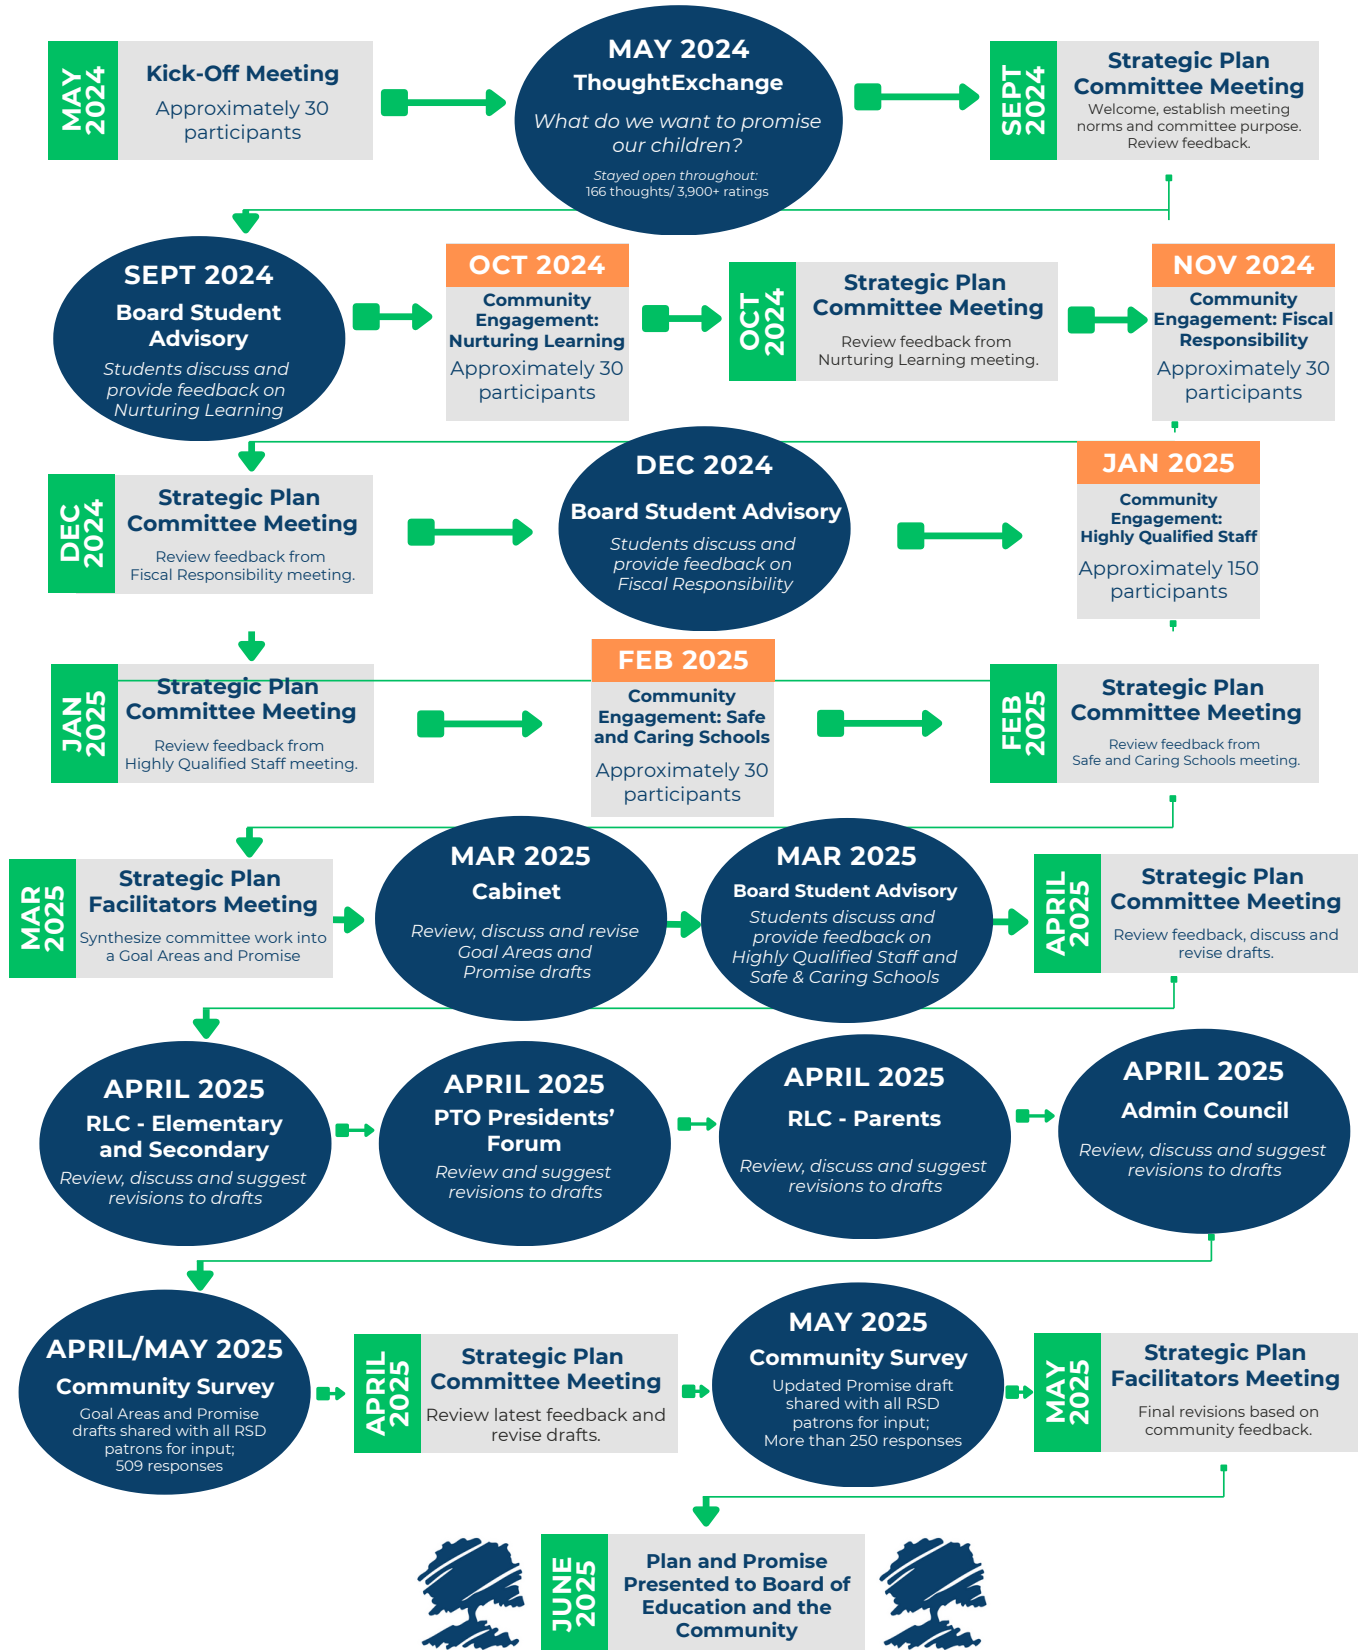 MAY
2024
Kick-Off Meeting
Approximately 30
participants
MAY 2024
ThoughtExchange
What do we want to promise
our children?
Stayed open throughout:
166 thoughts/ 3,900+ ratings
SEPT
2024
Strategic Plan
Committee Meeting
Welcome, establish meeting
norms and committee purpose.
Review feedback.
SEPT 2024
Board Student
Advisory
Students discuss and
provide feedback on
Nurturing Learning
OCT 2024
Community
Engagement:
Nurturing Learning
Approximately 30
participants
OCT
2024
Strategic Plan
Committee Meeting
Review feedback from
Nurturing Learning meeting.
NOV 2024
Community
Engagement: Fiscal
Responsibility
Approximately 30
participants
DEC
2024
Strategic Plan
Committee Meeting
Review feedback from
Fiscal Responsibility meeting.
DEC 2024
Board Student Advisory
Students discuss and
provide feedback on
Fiscal Responsibility
JAN 2025
Community
Engagement:
Highly Qualified Staff
Approximately 150
participants
JAN
2025
Strategic Plan
Committee Meeting
Review feedback from
Highly Qualified Staff meeting.
FEB 2025
Community
Engagement: Safe
and Caring Schools
Approximately 30
participants
FEB
2025
Strategic Plan
Committee Meeting
Review feedback from
Safe and Caring Schools meeting.
MAR
2025
Strategic Plan
Facilitators Meeting
Synthesize committee work into
a Goal Areas and Promise
MAR 2025
Cabinet
Review, discuss and revise
Goal Areas and
Promise drafts
MAR 2025
Board Student Advisory
Students discuss and
provide feedback on
Highly Qualified Staff and
Safe & Caring Schools
APRIL
2025
Strategic Plan
Committee Meeting
Review feedback, discuss and
revise drafts.
APRIL 2025
RLC - Elementary
and Secondary
Review, discuss and suggest
revisions to drafts
APRIL 2025
PTO Presidents’
Forum
Review and suggest
revisions to drafts
APRIL 2025
RLC - Parents
Review, discuss and suggest
revisions to drafts
APRIL 2025
Admin Council
Review, discuss and suggest
revisions to drafts
APRIL/MAY 2025
Community Survey
Goal Areas and Promise
drafts shared with all RSD
patrons for input;
509 responses
APRIL
2025
Strategic Plan
Committee Meeting
Review latest feedback and
revise drafts.
MAY 2025
Community Survey
Updated Promise draft
shared with all RSD
patrons for input;
More than 250 responses
MAY
2025
Strategic Plan
Facilitators Meeting
Final revisions based on
community feedback.
JUNE
2025
Plan and Promise
Presented to Board of
Education and the
Community